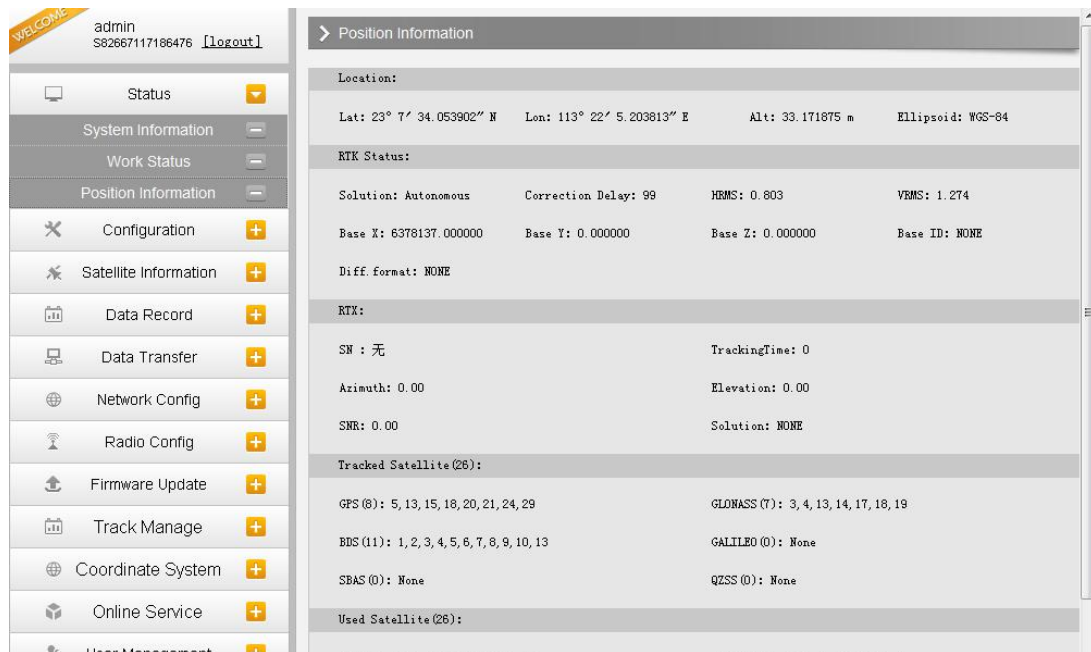 WELCOME
admin
S82667117186476 [logout]
Status
System Information
Work Status
Position Information
Configuration
Satellite Information
Data Record
Data Transfer
Network Config
Radio Config
Firmware Update
Track Manage
Coordinate System
Online Service
User Management
Position Information
Location:
Lat: 23° 7′ 34.053902″ N Lon: 113° 22′ 5.203813″ E Alt: 33.171875 m Ellipsoid: WGS-84
RTK Status:
Solution: Autonomous Correction Delay: 99 HRMS: 0.803 VRMS: 1.274
Base X: 6378137.000000 Base Y: 0.000000 Base Z: 0.000000 Base ID: NONE
Diff.format: NONE
RTX:
SN : 无 TrackingTime: 0
Azimuth: 0.00 Elevation: 0.00
SNR: 0.00 Solution: NONE
Tracked Satellite(26):
GPS(8): 5,13,15,18,20,21,24,29 GLONASS(7): 3,4,13,14,17,18,19
BDS(11): 1,2,3,4,5,6,7,8,9,10,13 GALILEO(0): None
SBAS(0): None QZSS(0): None
Used Satellite(26):